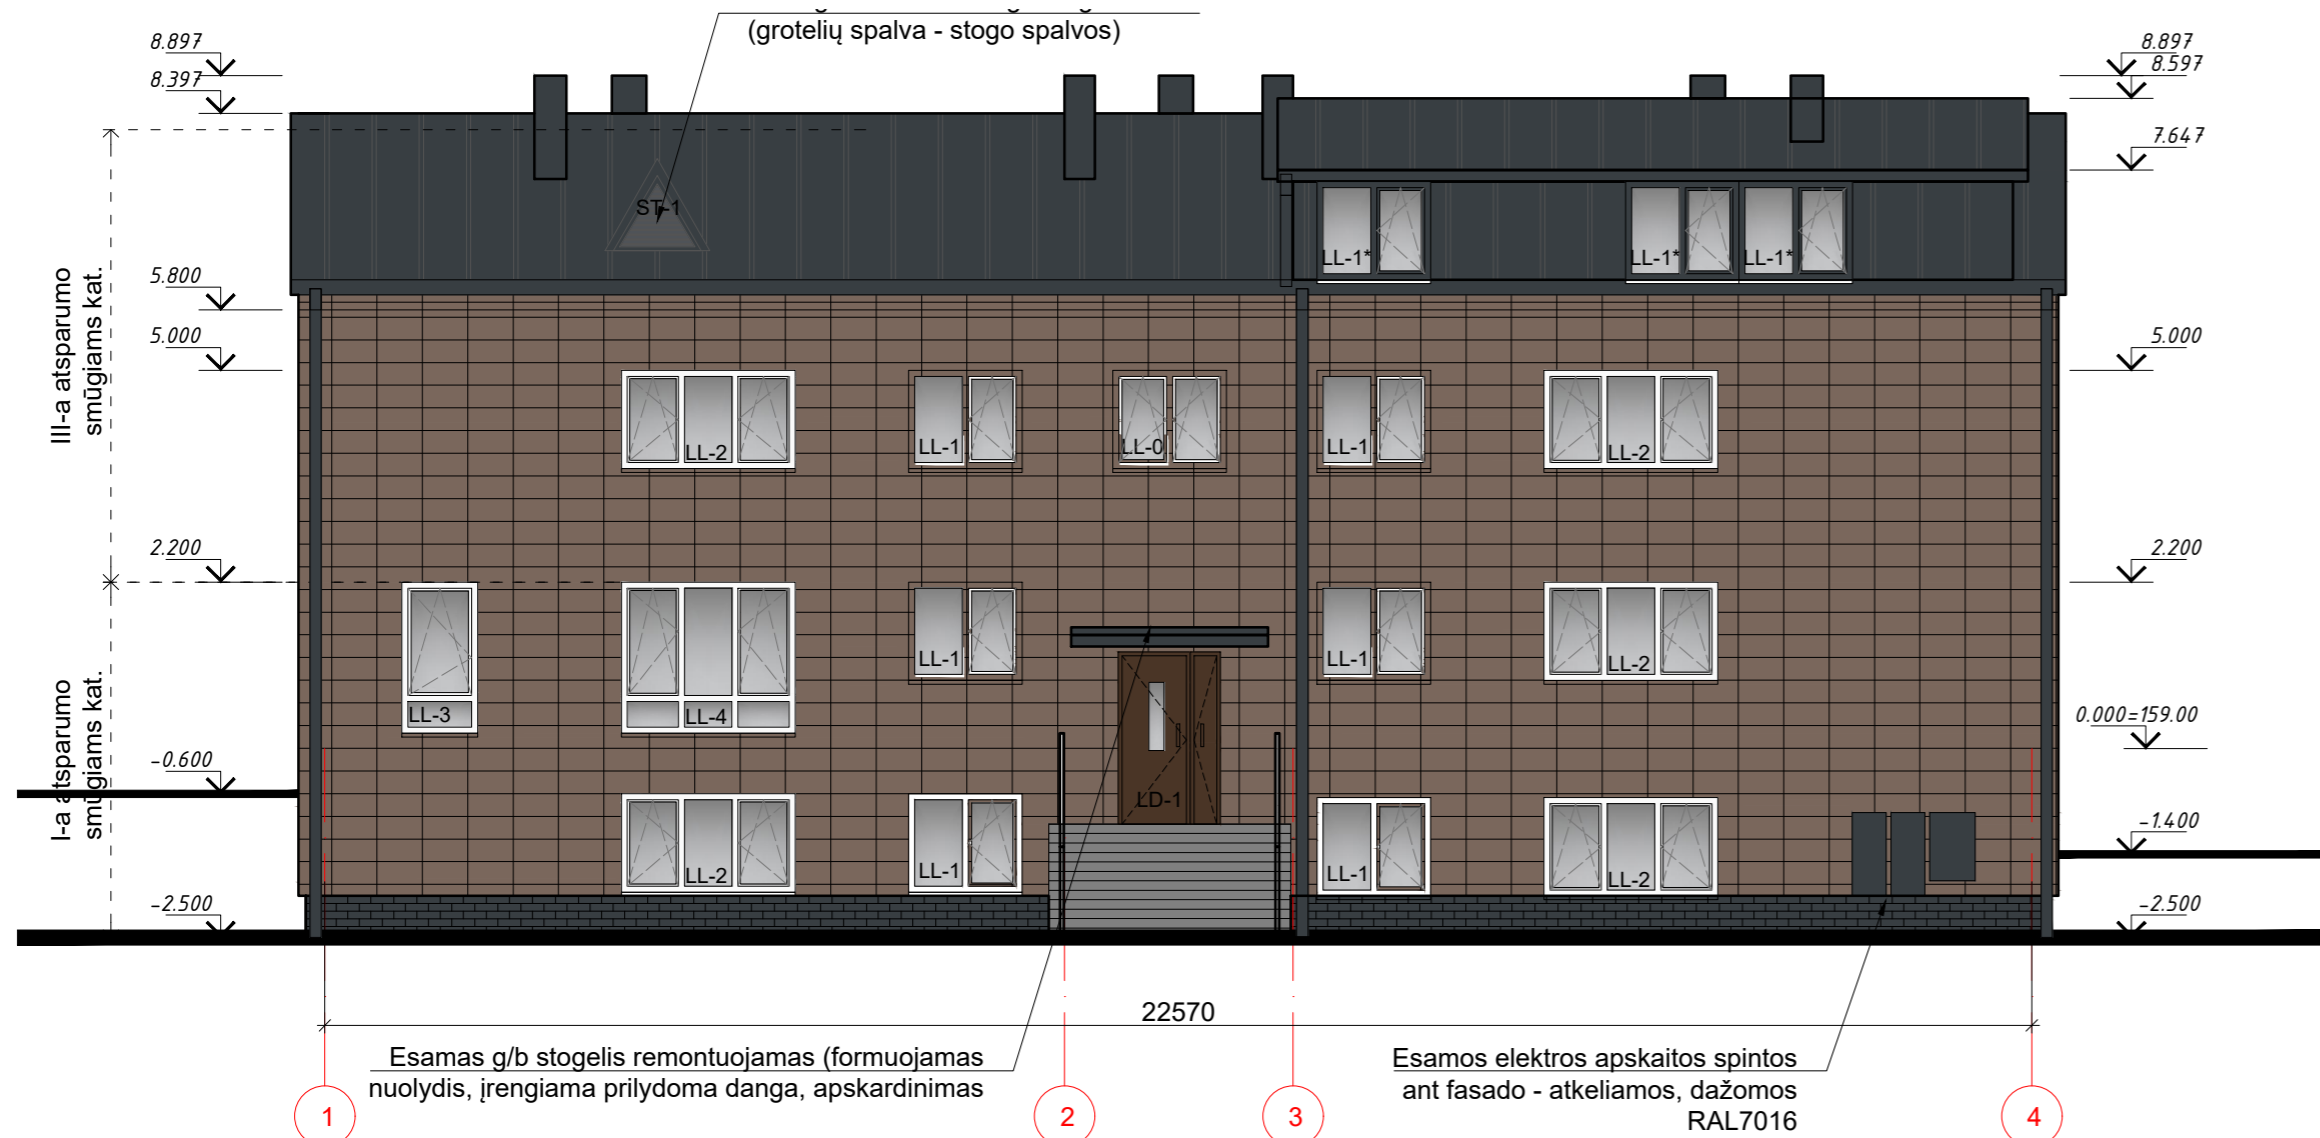 (grotelių spalva - stogo spalvos)
8.897
8.397
8.897
8.597
7.647
ST-1
LL-1*
LL-1*
LL-1*
III-a atsparumo
smūgiams kat.
5.800
5.000
5.000
LL-2
LL-1
LL-0
LL-1
LL-2
2.200
2.200
LL-3
LL-4
LL-1
LL-1
LL-2
I-a atsparumo
smūgiams kat.
0.000=159.00
-0.600
LD-1
-1.400
LL-2
LL-1
LL-1
LL-2
-2.500
-2.500
22570
Esamas g/b stogelis remontuojamas (formuojamas
nuolydis, įrengiama prilydoma danga, apskardinimas
Esamos elektros apskaitos spintos
ant fasado - atkeliamos, dažomos
RAL7016
1
2
3
4